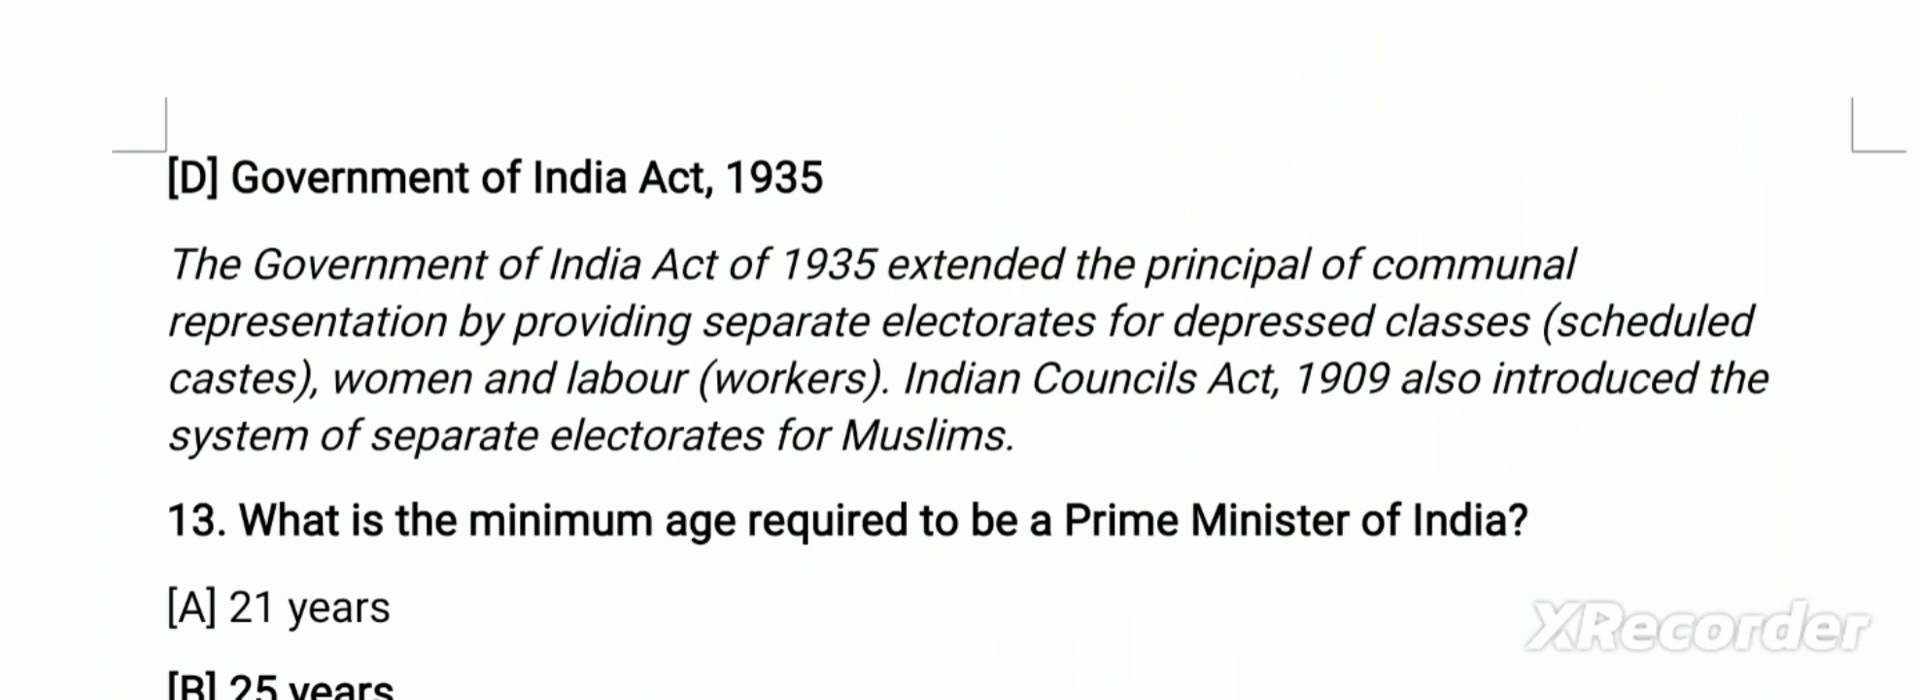 [D] Government of India Act, 1935
The Government of India Act of 1935 extended the principal of communal
representation by providing separate electorates for depressed classes (scheduled
castes), women and labour (workers). Indian Councils Act, 1909 also introduced the
system of separate electorates for Muslims.
13. What is the minimum age required to be a Prime Minister of India?
[A] 21 years
XRecorder
[B] 25 years